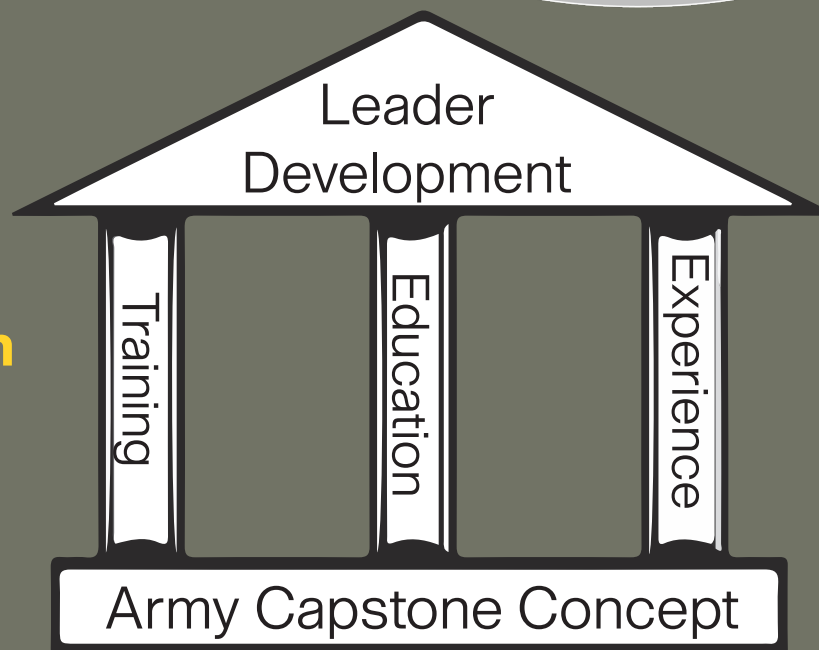 Leader
Development
Training
Education
Experience
n
Army Capstone Concept